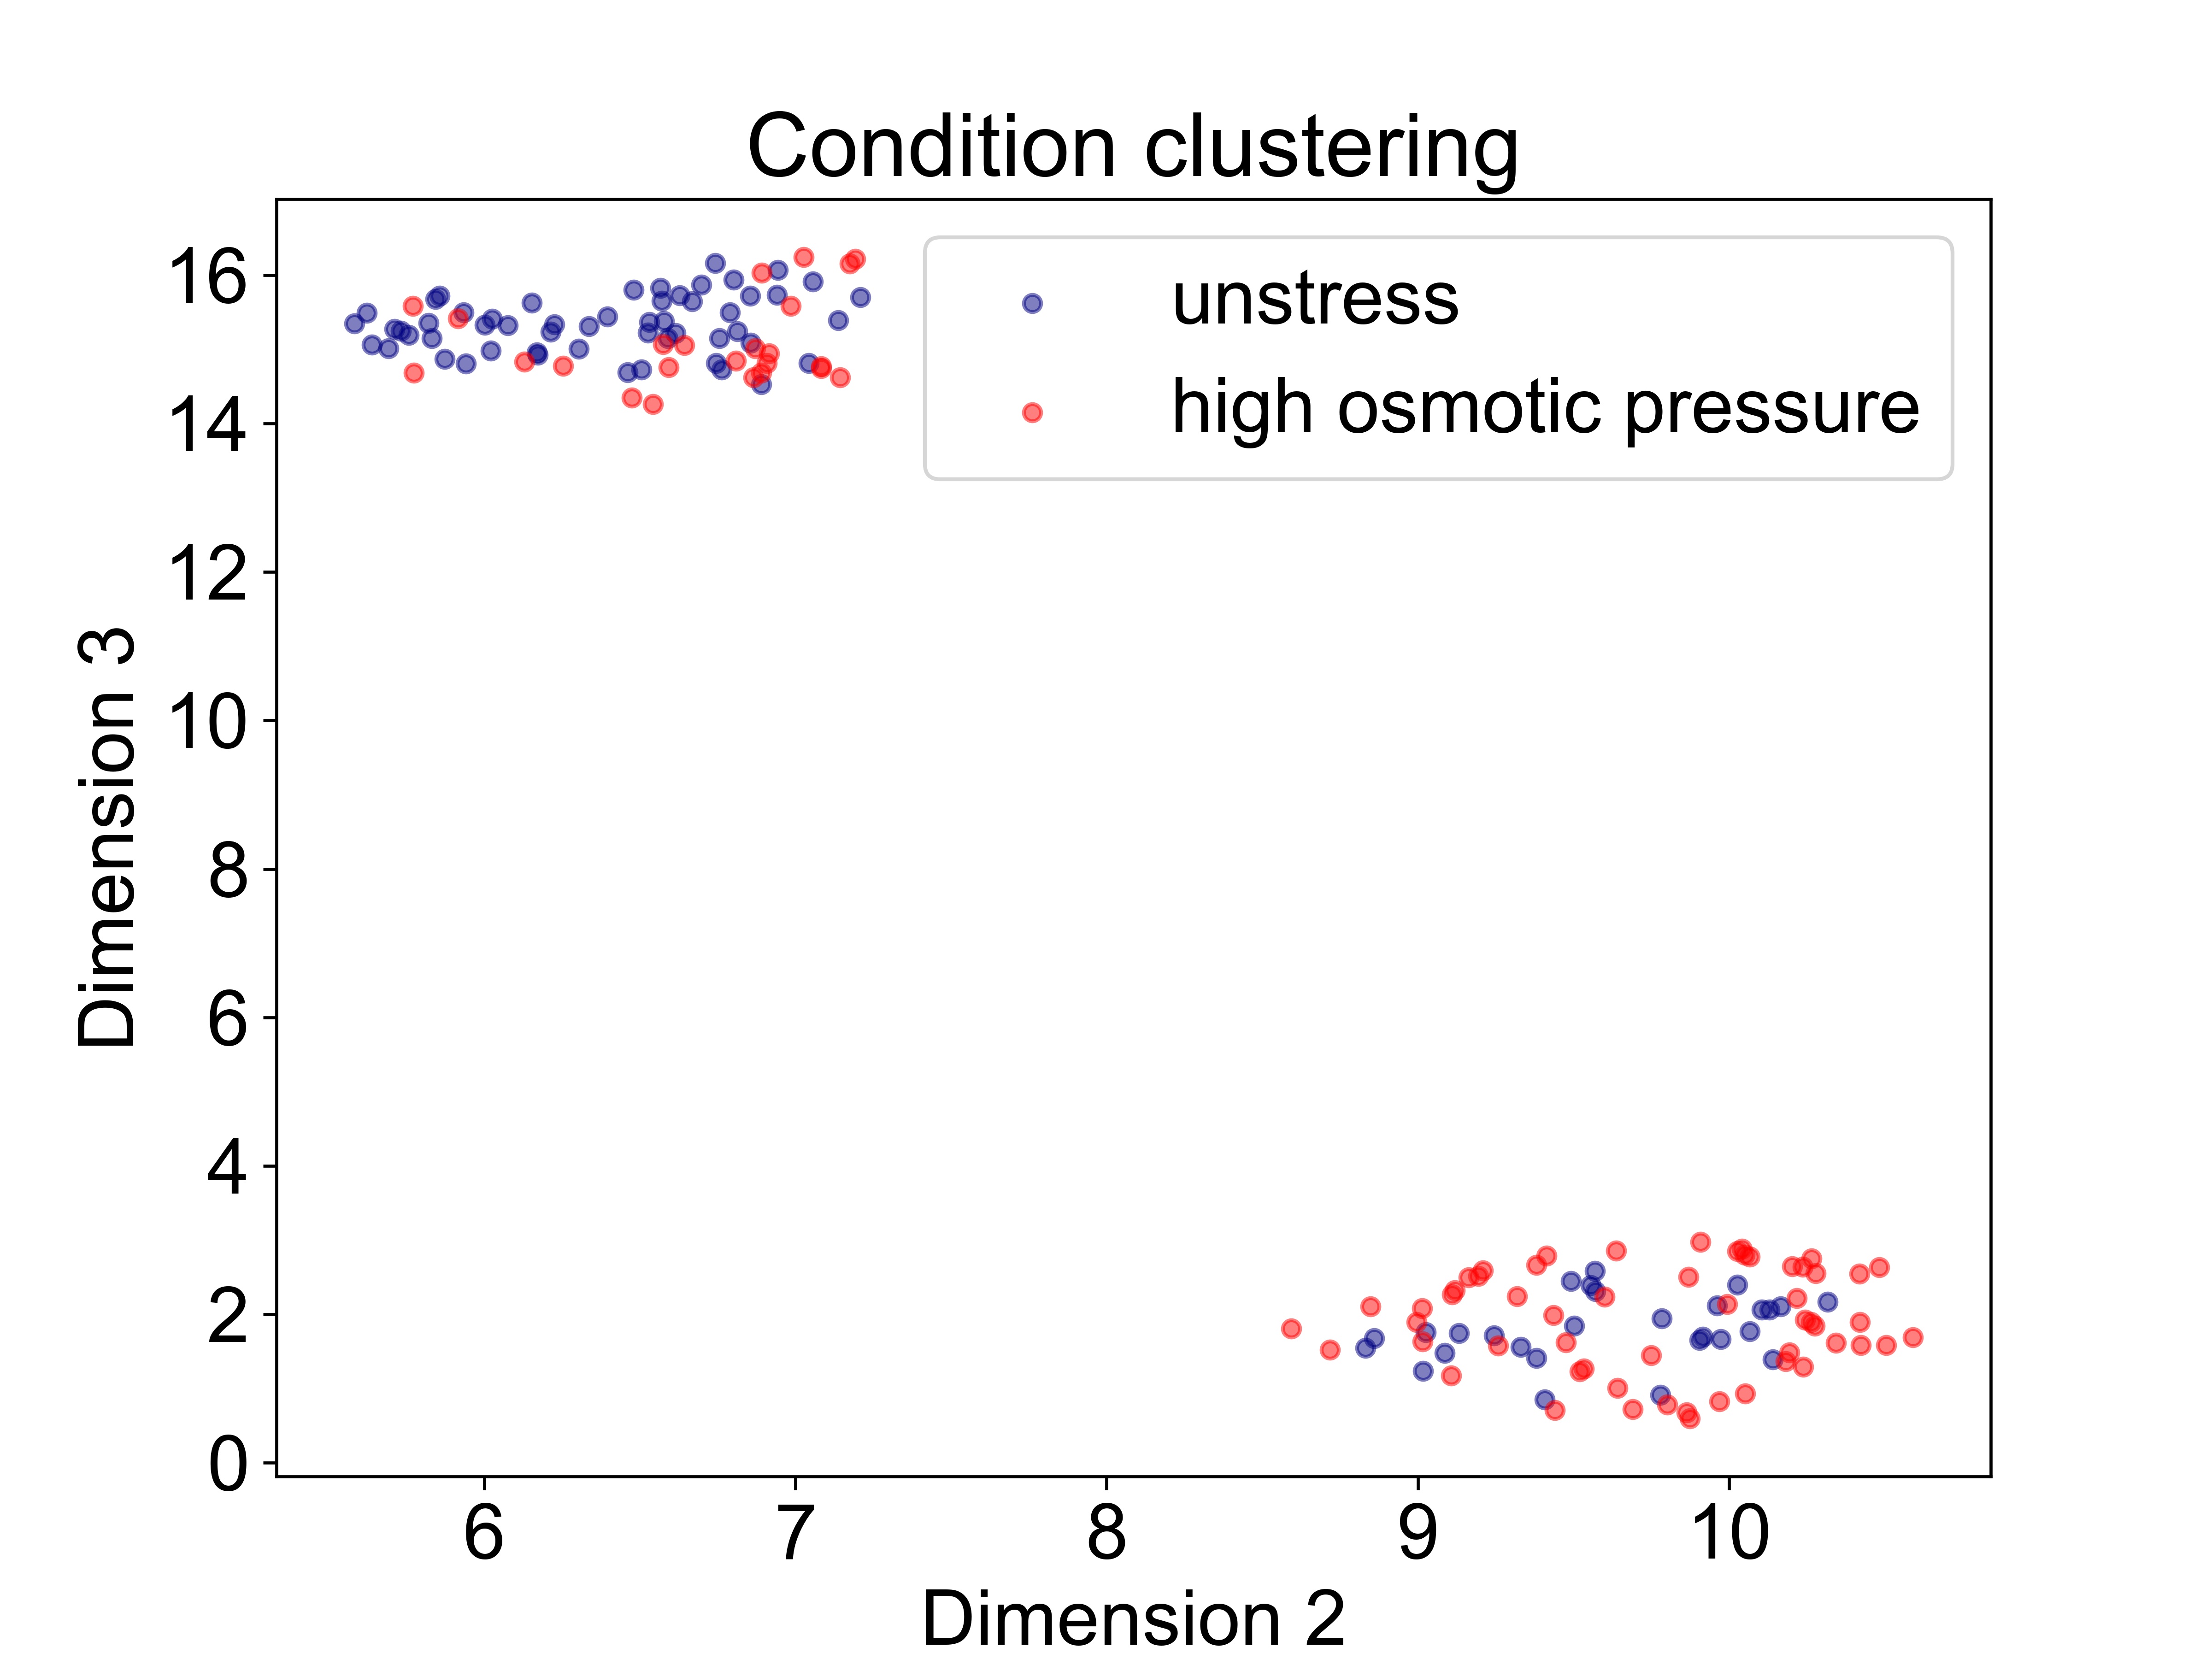 Condition clustering
unstress
high osmotic pressure
Dimension 3
16
14
12
10
8
6
4
2
0
6 7 8 9 10
Dimension 2